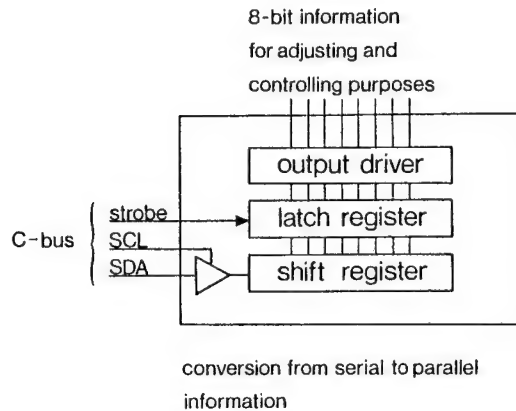 8-bit information
for adjusting and
controlling purposes
output driver
strobe
latch register
C-bus
SCL
SDA
shift register
conversion from serial to parallel
information